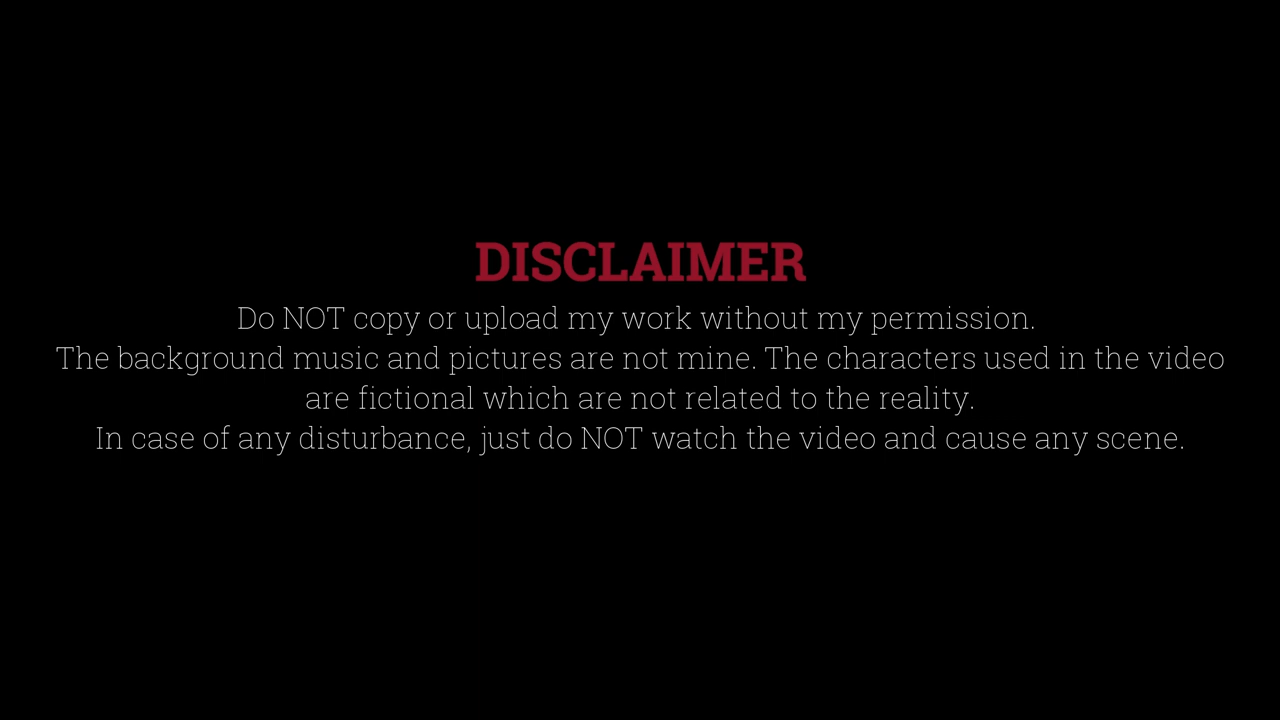 DISCLAIMER
Do NOT copy or upload my work without my permission.
The background music and pictures are not mine. The characters used in the video
are fictional which are not related to the reality.
In case of any disturbance, just do NOT watch the video and cause any scene.